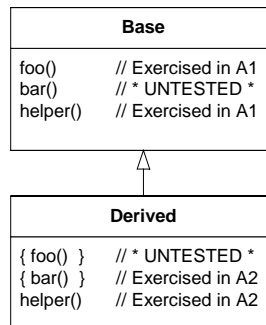 Base
foo() // Exercised in A1
bar() // * UNTESTED *
helper() // Exercised in A1
Derived
{ foo() } // * UNTESTED *
{ bar() } // Exercised in A2
helper() // Exercised in A2